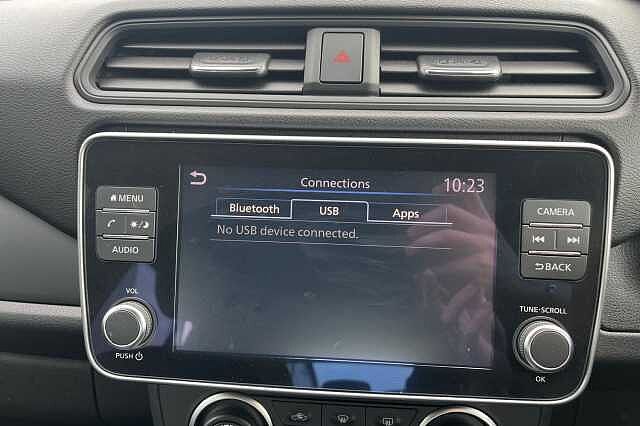 Connections
10:23
Bluetooth USB Apps
No USB device connected.
MENU
AUDIO
VOL
PUSH
CAMERA
BACK
TUNE·SCROLL
OK